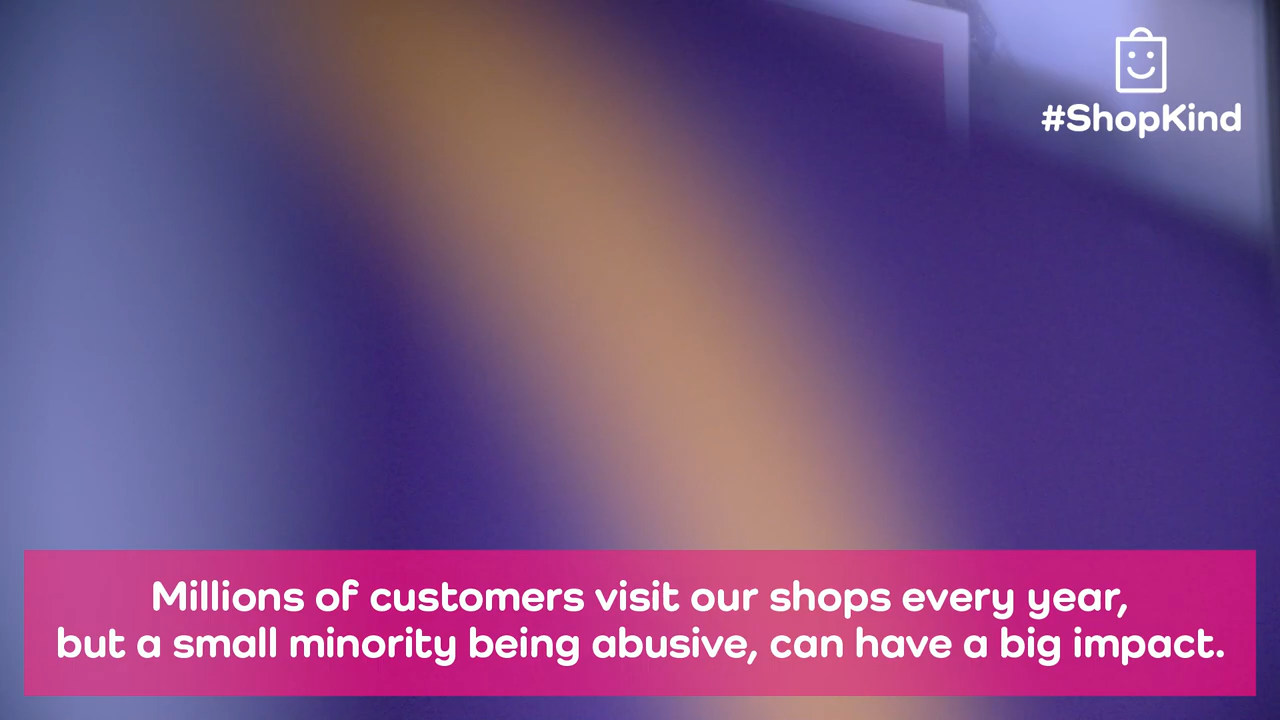 #ShopKind
Millions of customers visit our shops every year,
but a small minority being abusive, can have a big impact.